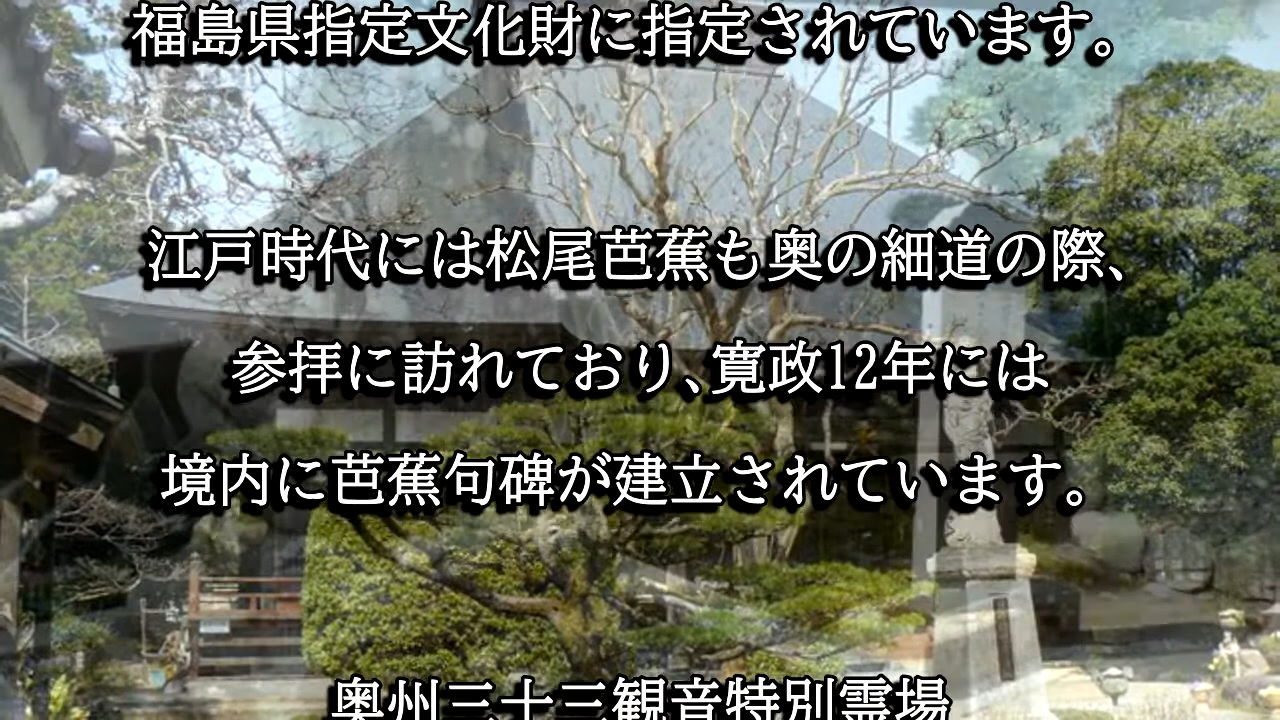 福島県指定文化財に指定されています。
江戸時代には松尾芭蕉も奥の細道の際、
参拝に訪れており、寛政12年には
境内に芭蕉句碑が建立されています。
奥州三十三観音特別霊場